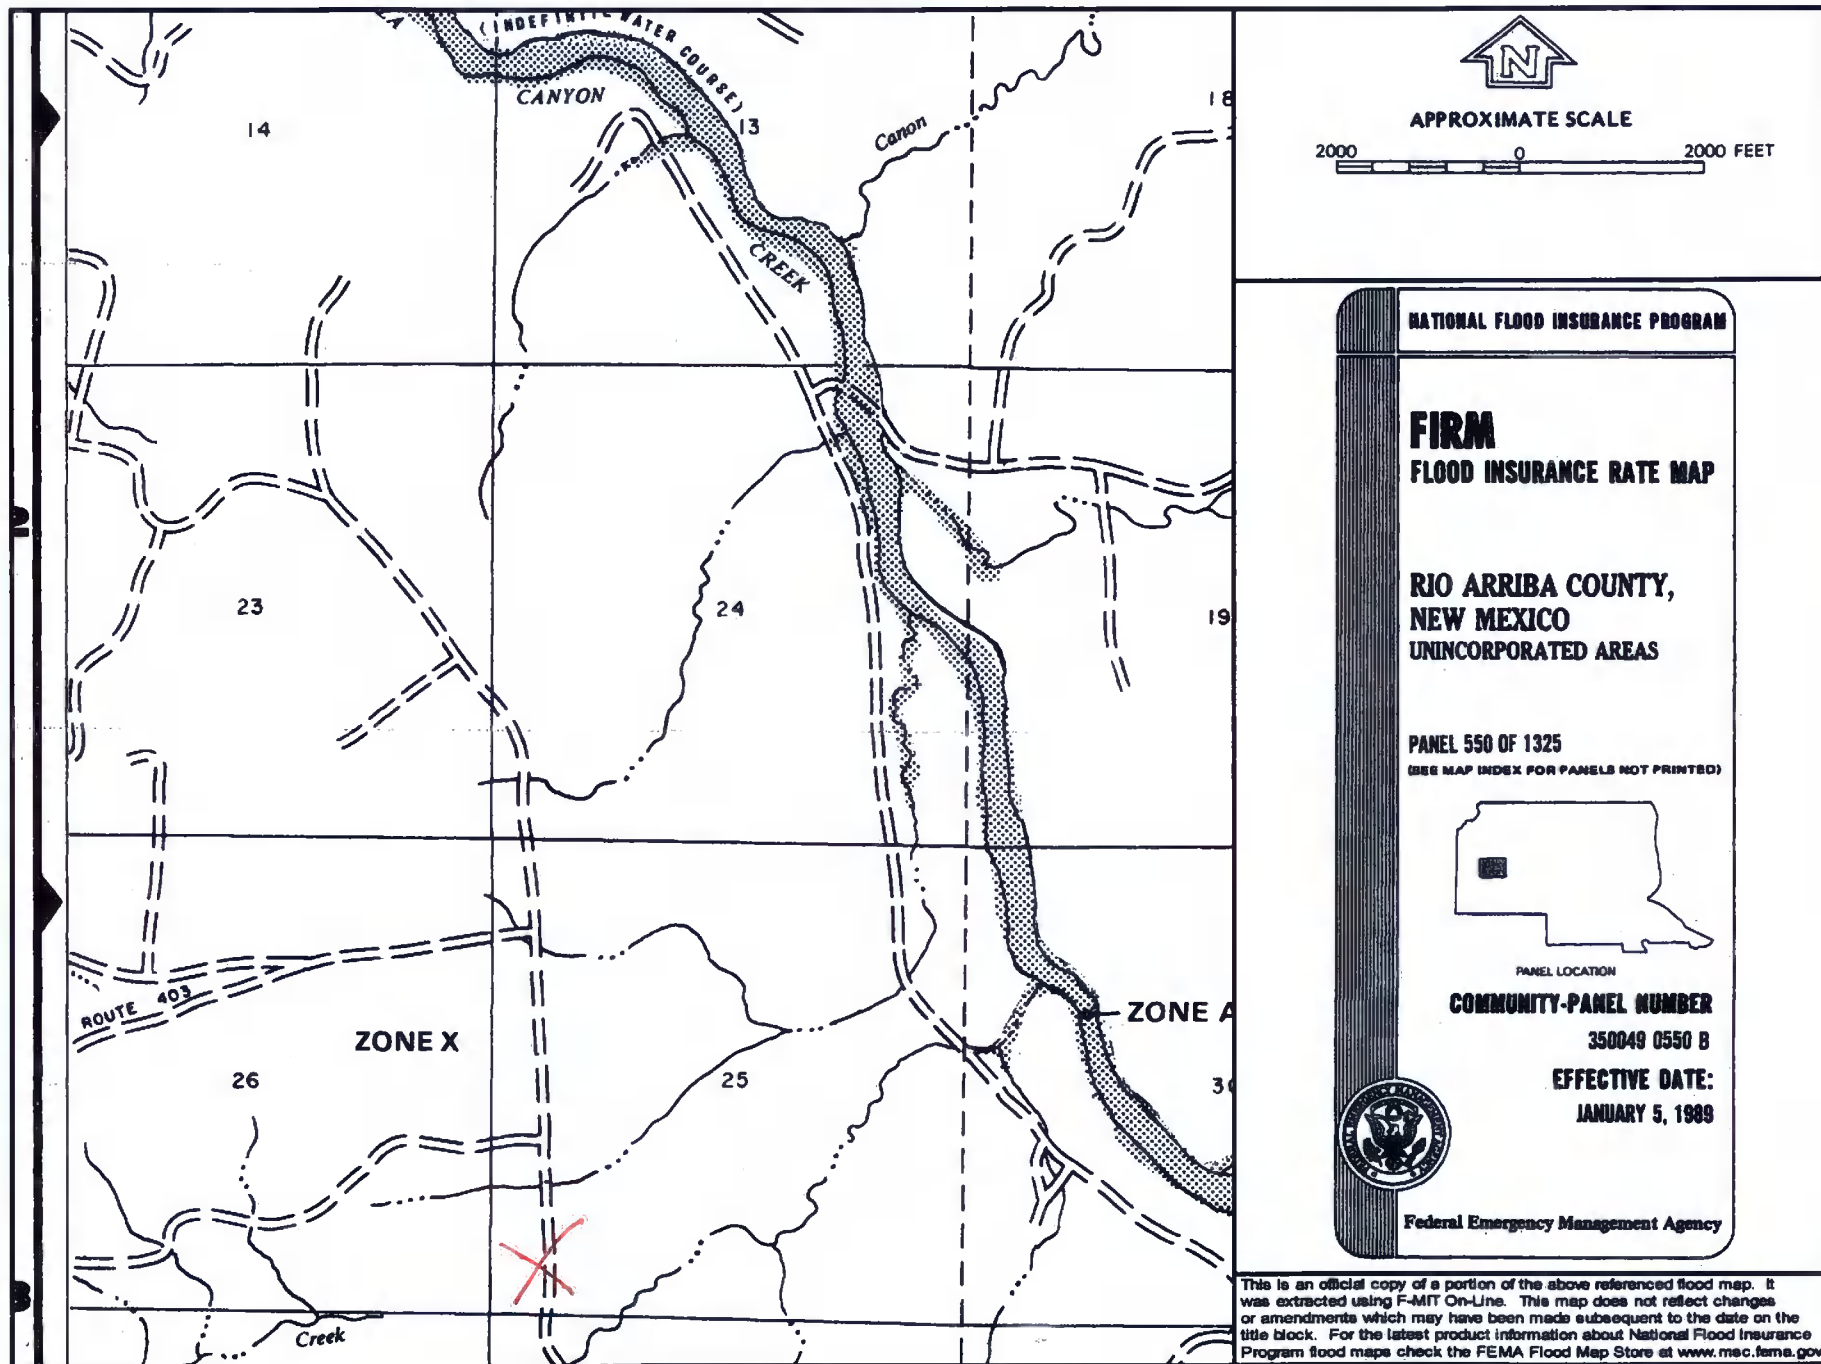 (INDEFINITE WATER COURSE)
CANYON
14
13
Canon
18
CREEK
2
23
24
19
ROUTE 403
ZONE X
ZONE A
26
25
30
Creek
3
N
APPROXIMATE SCALE
2000 0 2000 FEET
NATIONAL FLOOD INSURANCE PROGRAM
FIRM
FLOOD INSURANCE RATE MAP
RIO ARRIBA COUNTY,
NEW MEXICO
UNINCORPORATED AREAS
PANEL 550 OF 1325
(SEE MAP INDEX FOR PANELS NOT PRINTED)
PANEL LOCATION
COMMUNITY-PANEL NUMBER
350049 0550 B
EFFECTIVE DATE:
JANUARY 5, 1989
Federal Emergency Management Agency
This is an official copy of a portion of the above referenced flood map. It
was extracted using F-MIT On-Line. This map does not reflect changes
or amendments which may have been made subsequent to the date on the
title block. For the latest product information about National Flood Insurance
Program flood maps check the FEMA Flood Map Store at www.msc.fema.gov